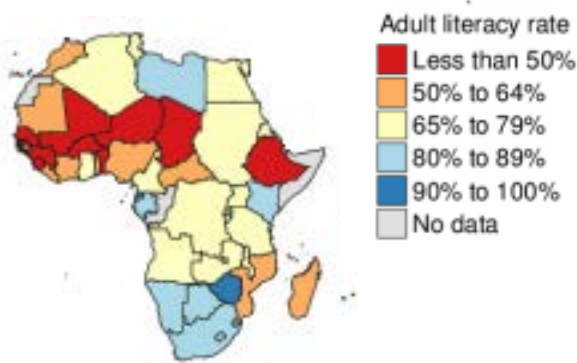 Adult literacy rate
Less than 50%
50% to 64%
65% to 79%
80% to 89%
90% to 100%
No data